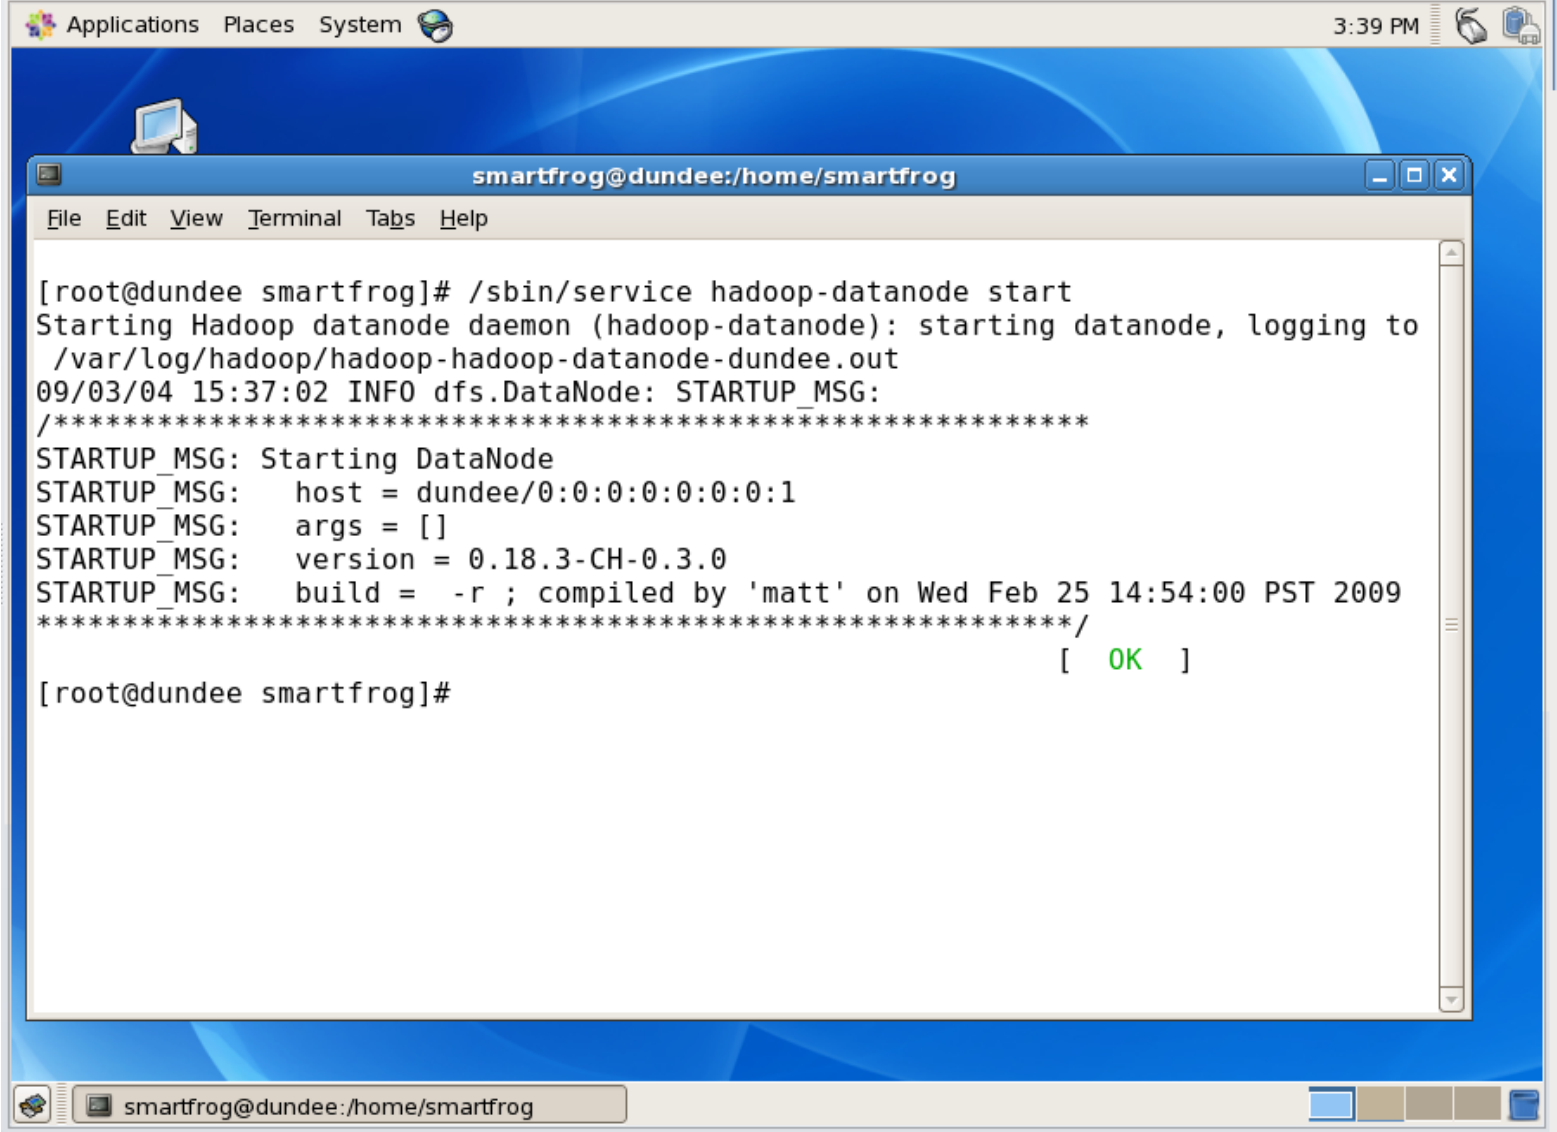 Applications Places System 3:39 PM
smartfrog@dundee:/home/smartfrog
File Edit View Terminal Tabs Help
[root@dundee smartfrog]# /sbin/service hadoop-datanode start
Starting Hadoop datanode daemon (hadoop-datanode): starting datanode, logging to
 /var/log/hadoop/hadoop-hadoop-datanode-dundee.out
09/03/04 15:37:02 INFO dfs.DataNode: STARTUP_MSG:
/************************************************************
STARTUP_MSG: Starting DataNode
STARTUP_MSG:   host = dundee/0:0:0:0:0:0:0:1
STARTUP_MSG:   args = []
STARTUP_MSG:   version = 0.18.3-CH-0.3.0
STARTUP_MSG:   build =  -r ; compiled by 'matt' on Wed Feb 25 14:54:00 PST 2009
************************************************************/
[  OK  ]
[root@dundee smartfrog]#
smartfrog@dundee:/home/smartfrog